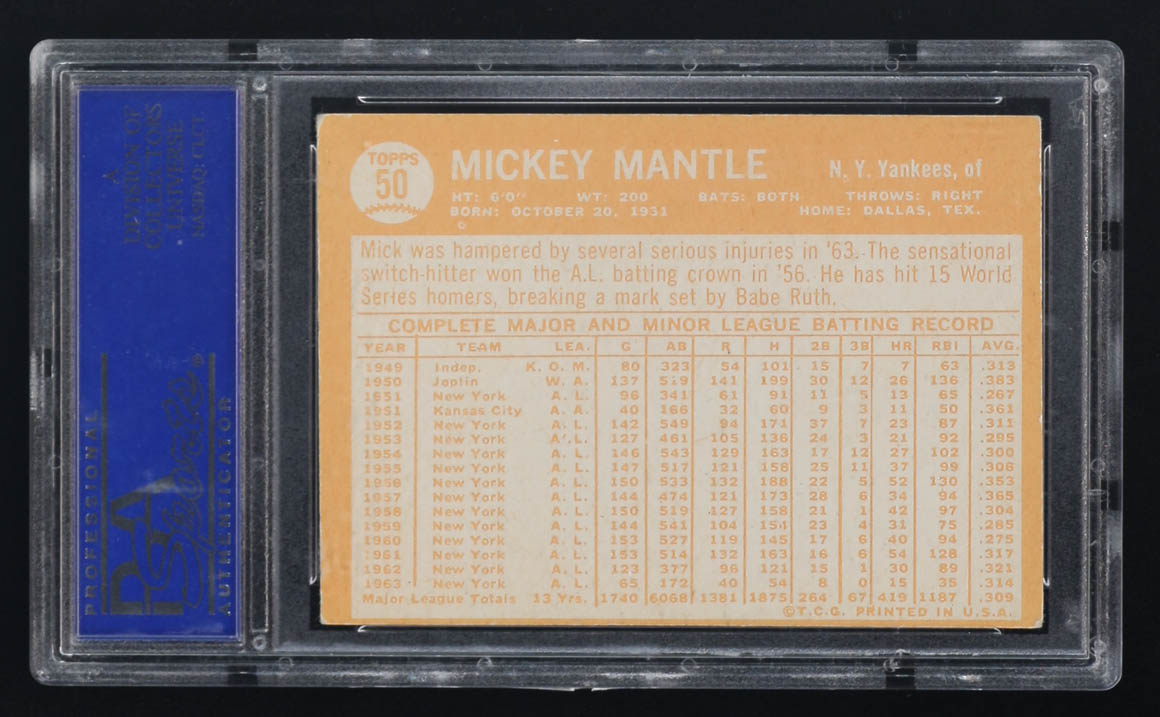 A
DIVISION OF
COLLECTORS
UNIVERSE
NASDAQ: CLCT
PROFESSIONAL
PSA
AUTHENTICATOR
TOPPS
50
MICKEY MANTLE
N. Y. Yankees, of
HT: 6'0" WT: 200 BATS: BOTH THROWS: RIGHT
BORN: OCTOBER 20, 1931 HOME: DALLAS, TEX.
Mick was hampered by several serious injuries in '63. The sensational
switch-hitter won the A.L. batting crown in '56. He has hit 15 World
Series homers, breaking a mark set by Babe Ruth.
COMPLETE MAJOR AND MINOR LEAGUE BATTING RECORD
YEAR TEAM LEA. G AB R H 2B 3B HR RBI AVG.
1949 Indep. K. O. M. 80 323 54 101 15 7 7 63 .313
1950 Joplin W. A. 137 519 141 199 30 12 26 136 .383
1951 New York A. L. 96 341 61 91 11 5 13 65 .267
1951 Kansas City A. A. 40 166 32 60 9 3 11 50 .361
1952 New York A. L. 142 549 94 171 37 7 23 87 .311
1953 New York A. L. 127 461 105 136 24 3 21 92 .295
1954 New York A. L. 146 543 129 163 17 12 27 102 .300
1955 New York A. L. 147 517 121 158 25 11 37 99 .306
1956 New York A. L. 150 533 132 188 22 5 52 130 .353
1957 New York A. L. 144 474 121 173 28 6 34 94 .365
1958 New York A. L. 150 519 127 158 21 1 42 97 .304
1959 New York A. L. 144 541 104 154 23 4 31 75 .285
1960 New York A. L. 153 527 119 145 17 6 40 94 .275
1961 New York A. L. 153 514 132 163 16 6 54 128 .317
1962 New York A. L. 123 377 96 121 15 1 30 89 .321
1963 New York A. L. 65 172 40 54 8 0 15 35 .314
Major League Totals 13 Yrs. 1740 6068 1381 1875 264 67 419 1187 .309
©T.C.G. PRINTED IN U.S.A.